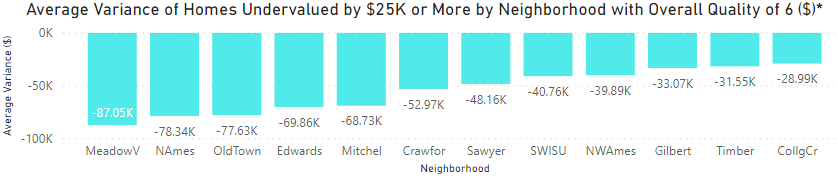 Average Variance of Homes Undervalued by $25K or More by Neighborhood with Overall Quality of 6 ($)*
Average Variance ($)
0K
-50K
-100K
-87.05K
-78.34K
-77.63K
-69.86K
-68.73K
-52.97K
-48.16K
-40.76K
-39.89K
-33.07K
-31.55K
-28.99K
MeadowV NAmes OldTown Edwards Mitchel Crawfor Sawyer SWISU NWAmes Gilbert Timber CollgCr
Neighborhood